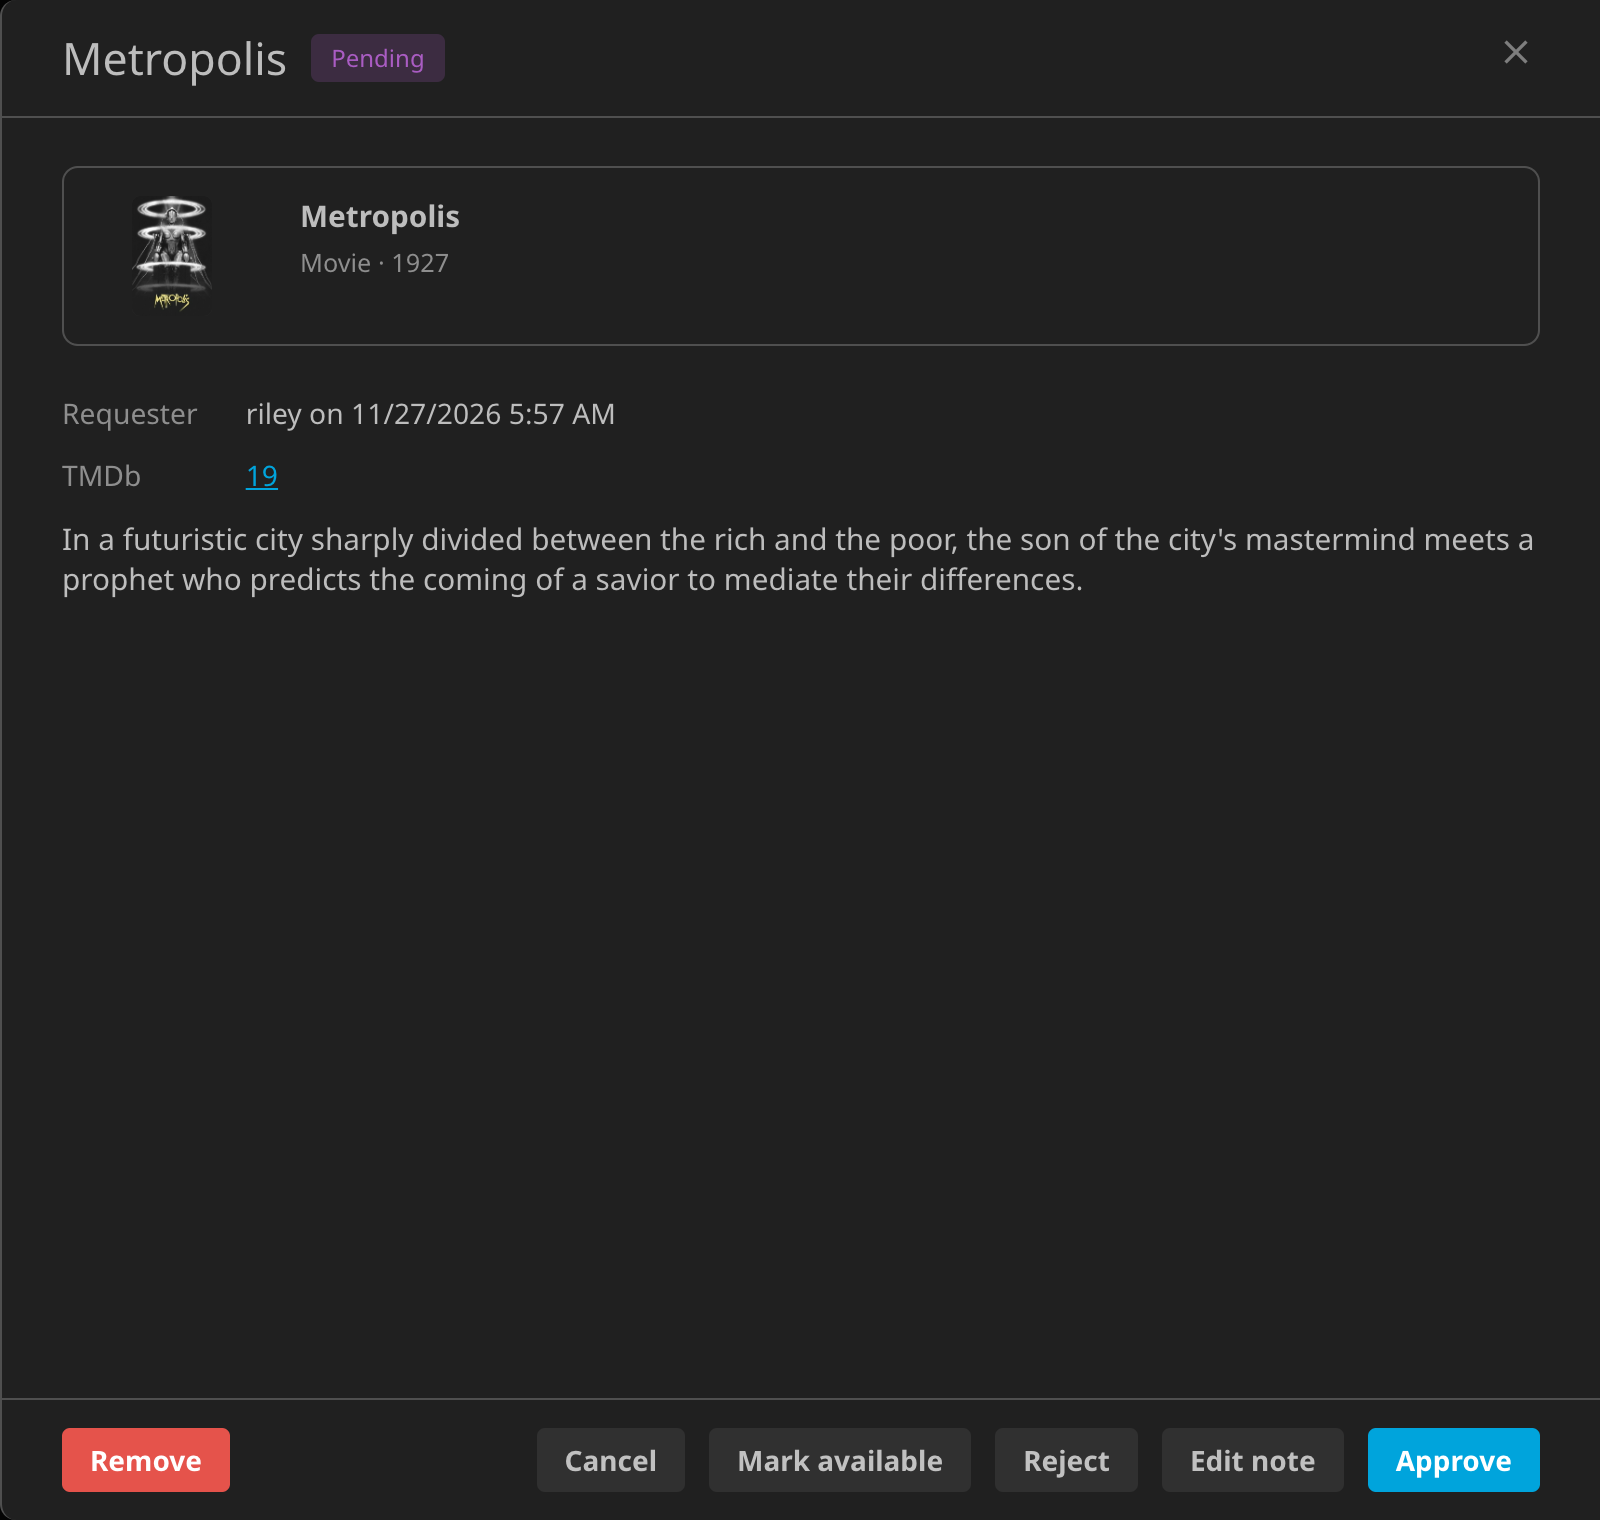 Metropolis
Pending
METROPOLIS
Metropolis
Movie · 1927
Requester riley on 11/27/2026 5:57 AM
TMDb 19
In a futuristic city sharply divided between the rich and the poor, the son of the city's mastermind meets a
prophet who predicts the coming of a savior to mediate their differences.
Remove Cancel Mark available Reject Edit note Approve